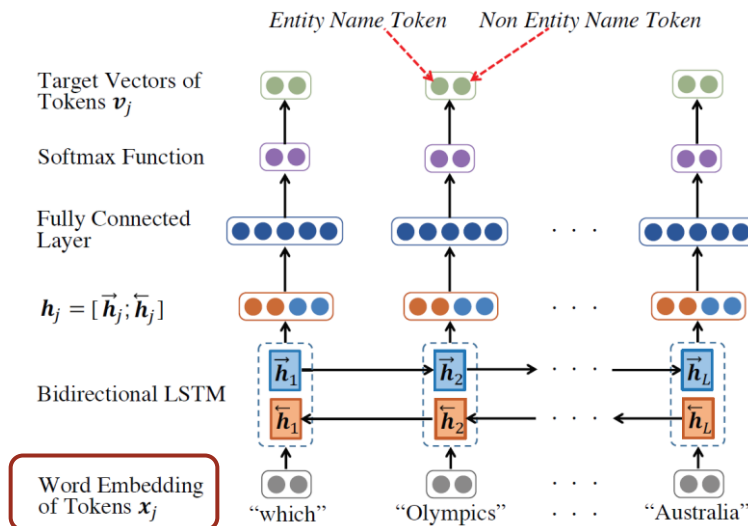 Entity Name Token Non Entity Name Token
Target Vectors of
Tokens v_j
Softmax Function
Fully Connected
Layer
. . .
h_j = [h⃗_j; h⃖_j]
. . .
h⃗_1 h⃗_2 . . . h⃗_L
Bidirectional LSTM
h⃖_1 h⃖_2 . . . h⃖_L
Word Embedding
of Tokens x_j
. . .
"which" "Olympics" . . . "Australia"